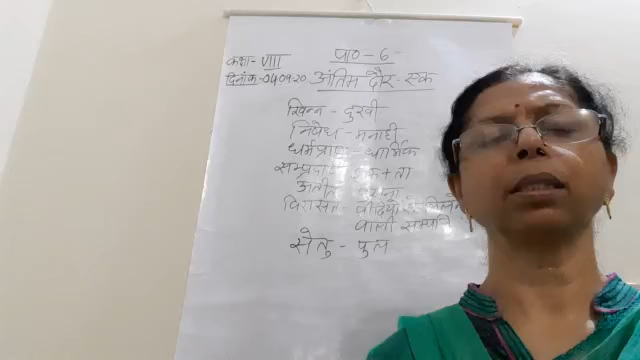 कक्षा- VIII पाठ-6-
दिनांक-04.09.20 अंतिम दौर- एक
खिन्न - दुखी
निषेध - मनाही
धर्मप्राण - धार्मिक
अतीत
विरासत- पीढ़ियों से मिलने
वाली सम्पत्ति
सेतु - पुल